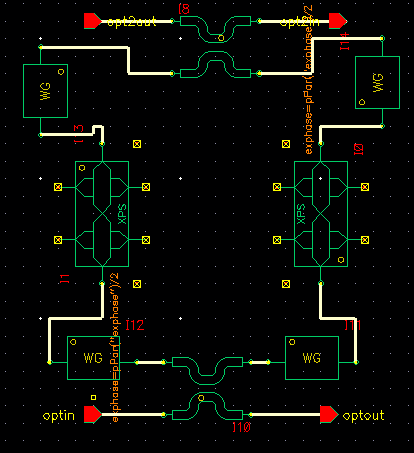 I8
opt2out
opt2in
exphase=pPar("exphase")/2
I14
WG
WG
I13
I9
XPS
XPS
I1
exphase=pPar("exphase")/2
I12
WG
WG
optin
optout
I10